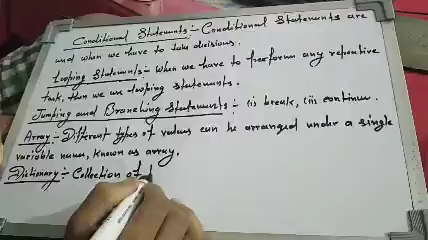 Conditional Statements :- Conditional Statements are
used when we have to take decisions.
Looping Statements :- When we have to perform any repeative
task, then we use looping statements.
Jumping and Branching Statements :- (i) break, (ii) continue.
Array :- Different types of values can be arranged under a single
variable name, known as array.
Dictionary :- Collection of